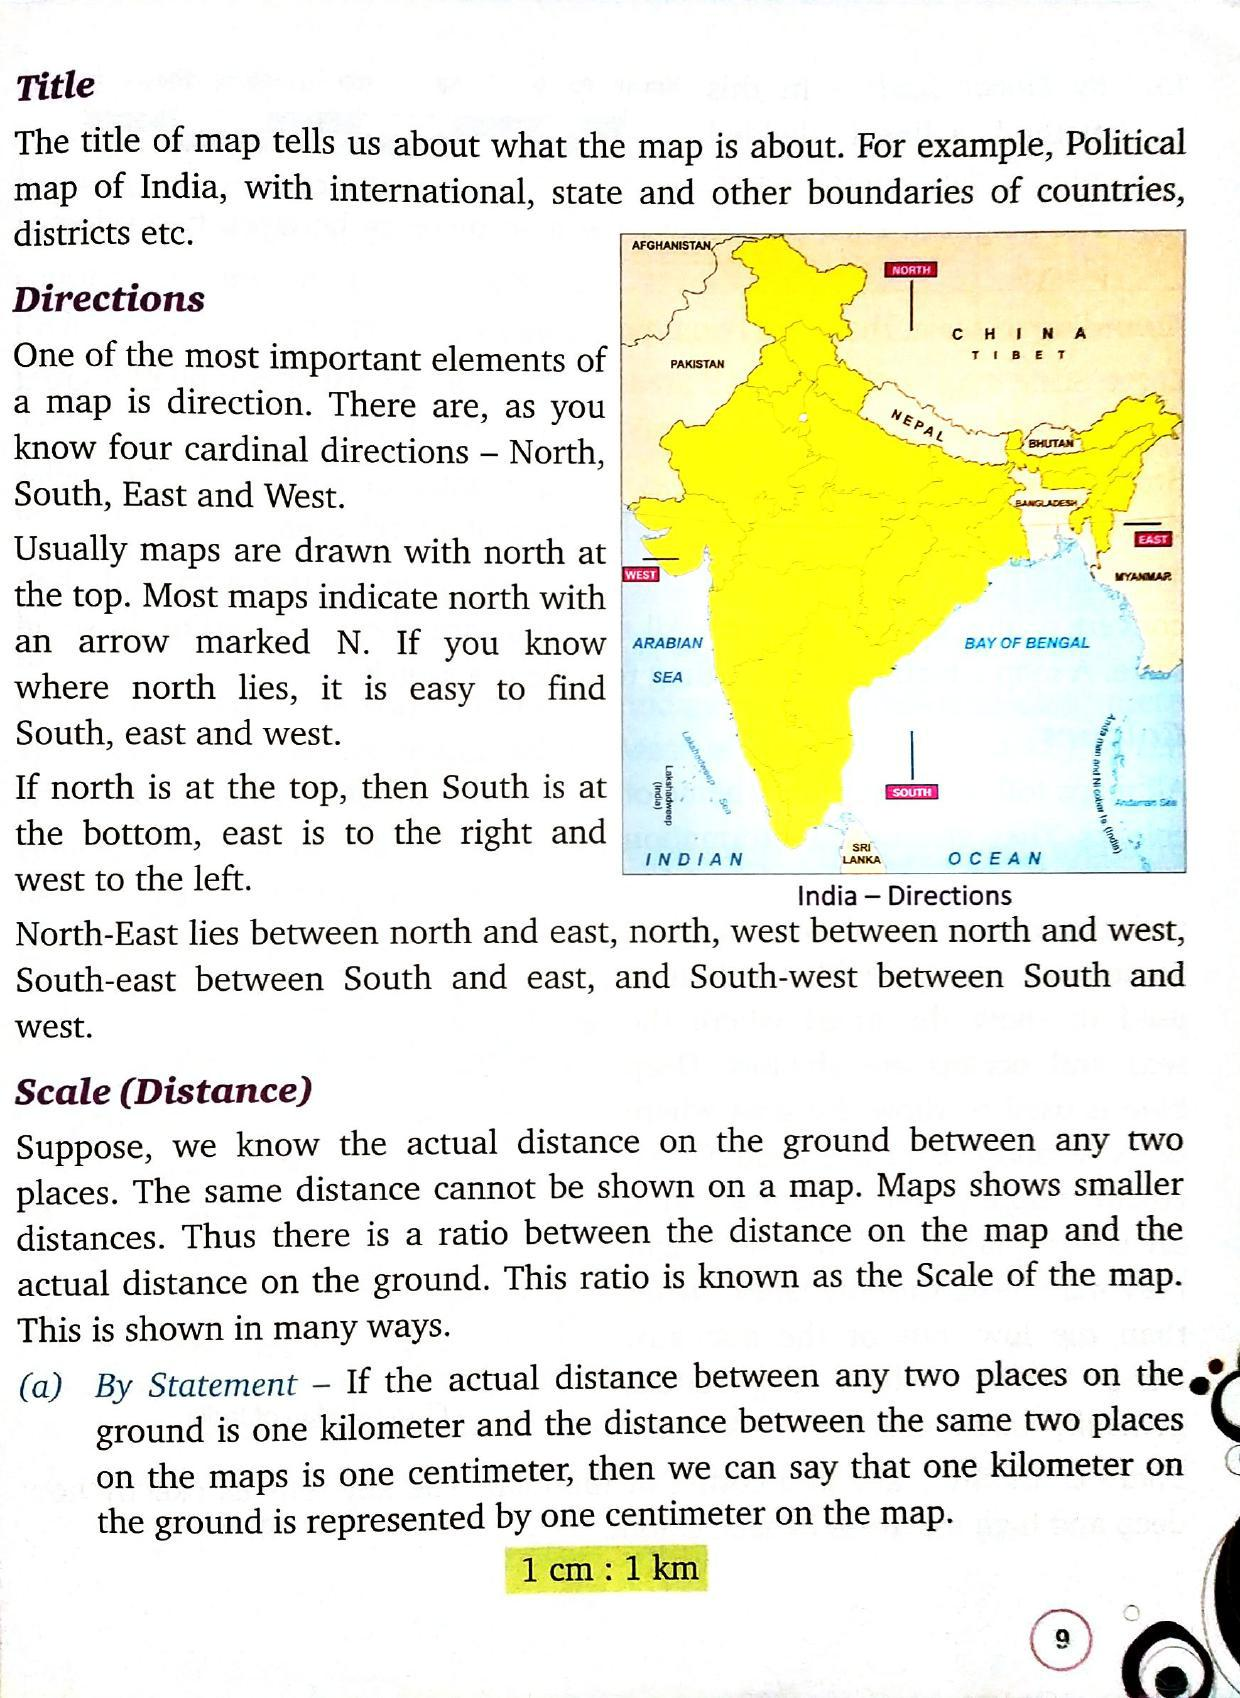 Title
The title of map tells us about what the map is about. For example, Political
map of India, with international, state and other boundaries of countries,
districts etc.
Directions
One of the most important elements of
a map is direction. There are, as you
know four cardinal directions – North,
South, East and West.
Usually maps are drawn with north at
the top. Most maps indicate north with
an arrow marked N. If you know
where north lies, it is easy to find
South, east and west.
If north is at the top, then South is at
the bottom, east is to the right and
west to the left.
AFGHANISTAN
NORTH
CHINA
TIBET
PAKISTAN
NEPAL
BHUTAN
BANGLADESH
EAST
WEST
MYANMAR
ARABIAN
SEA
BAY OF BENGAL
Lakshadweep Sea
Lakshadweep
(India)
SOUTH
Andaman and Nicobar Is (India)
Andaman Sea
SRI
LANKA
INDIAN OCEAN
India – Directions
North-East lies between north and east, north, west between north and west,
South-east between South and east, and South-west between South and
west.
Scale (Distance)
Suppose, we know the actual distance on the ground between any two
places. The same distance cannot be shown on a map. Maps shows smaller
distances. Thus there is a ratio between the distance on the map and the
actual distance on the ground. This ratio is known as the Scale of the map.
This is shown in many ways.
(a) By Statement – If the actual distance between any two places on the
ground is one kilometer and the distance between the same two places
on the maps is one centimeter, then we can say that one kilometer on
the ground is represented by one centimeter on the map.
1 cm : 1 km
9